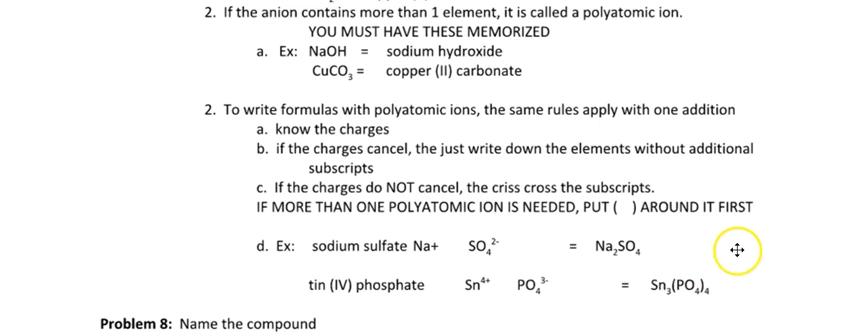 2. If the anion contains more than 1 element, it is called a polyatomic ion.
YOU MUST HAVE THESE MEMORIZED
a. Ex: NaOH = sodium hydroxide
CuCO₃ = copper (II) carbonate
2. To write formulas with polyatomic ions, the same rules apply with one addition
a. know the charges
b. if the charges cancel, the just write down the elements without additional
subscripts
c. If the charges do NOT cancel, the criss cross the subscripts.
IF MORE THAN ONE POLYATOMIC ION IS NEEDED, PUT ( ) AROUND IT FIRST
d. Ex: sodium sulfate Na+ SO₄²⁻ = Na₂SO₄
tin (IV) phosphate Sn⁴⁺ PO₄³⁻ = Sn₃(PO₄)₄
Problem 8: Name the compound